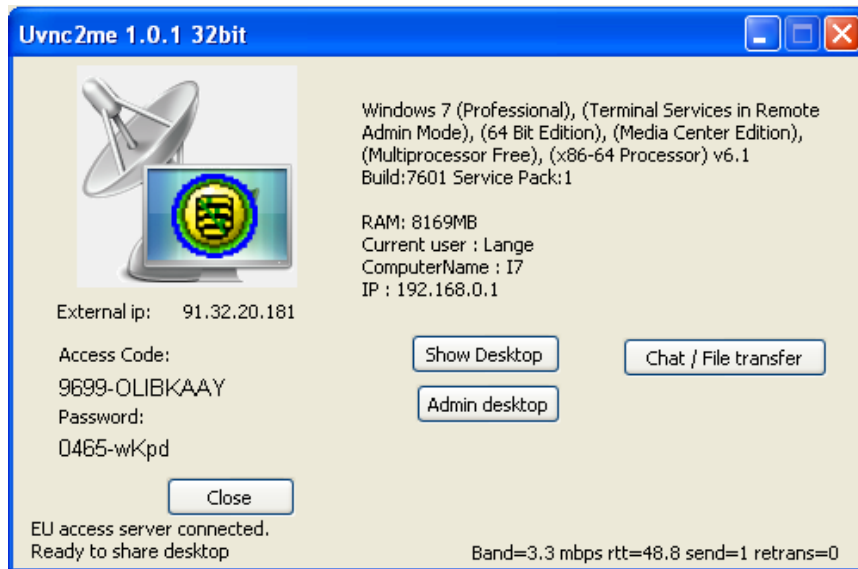 Uvnc2me 1.0.1 32bit
Windows 7 (Professional), (Terminal Services in Remote
Admin Mode), (64 Bit Edition), (Media Center Edition),
(Multiprocessor Free), (x86-64 Processor) v6.1
Build:7601 Service Pack:1
RAM: 8169MB
Current user : Lange
ComputerName : I7
IP : 192.168.0.1
External ip: 91.32.20.181
Access Code:
9699-OLIBKAAY
Password:
0465-wKpd
Show Desktop
Chat / File transfer
Admin desktop
Close
EU access server connected.
Ready to share desktop
Band=3.3 mbps rtt=48.8 send=1 retrans=0